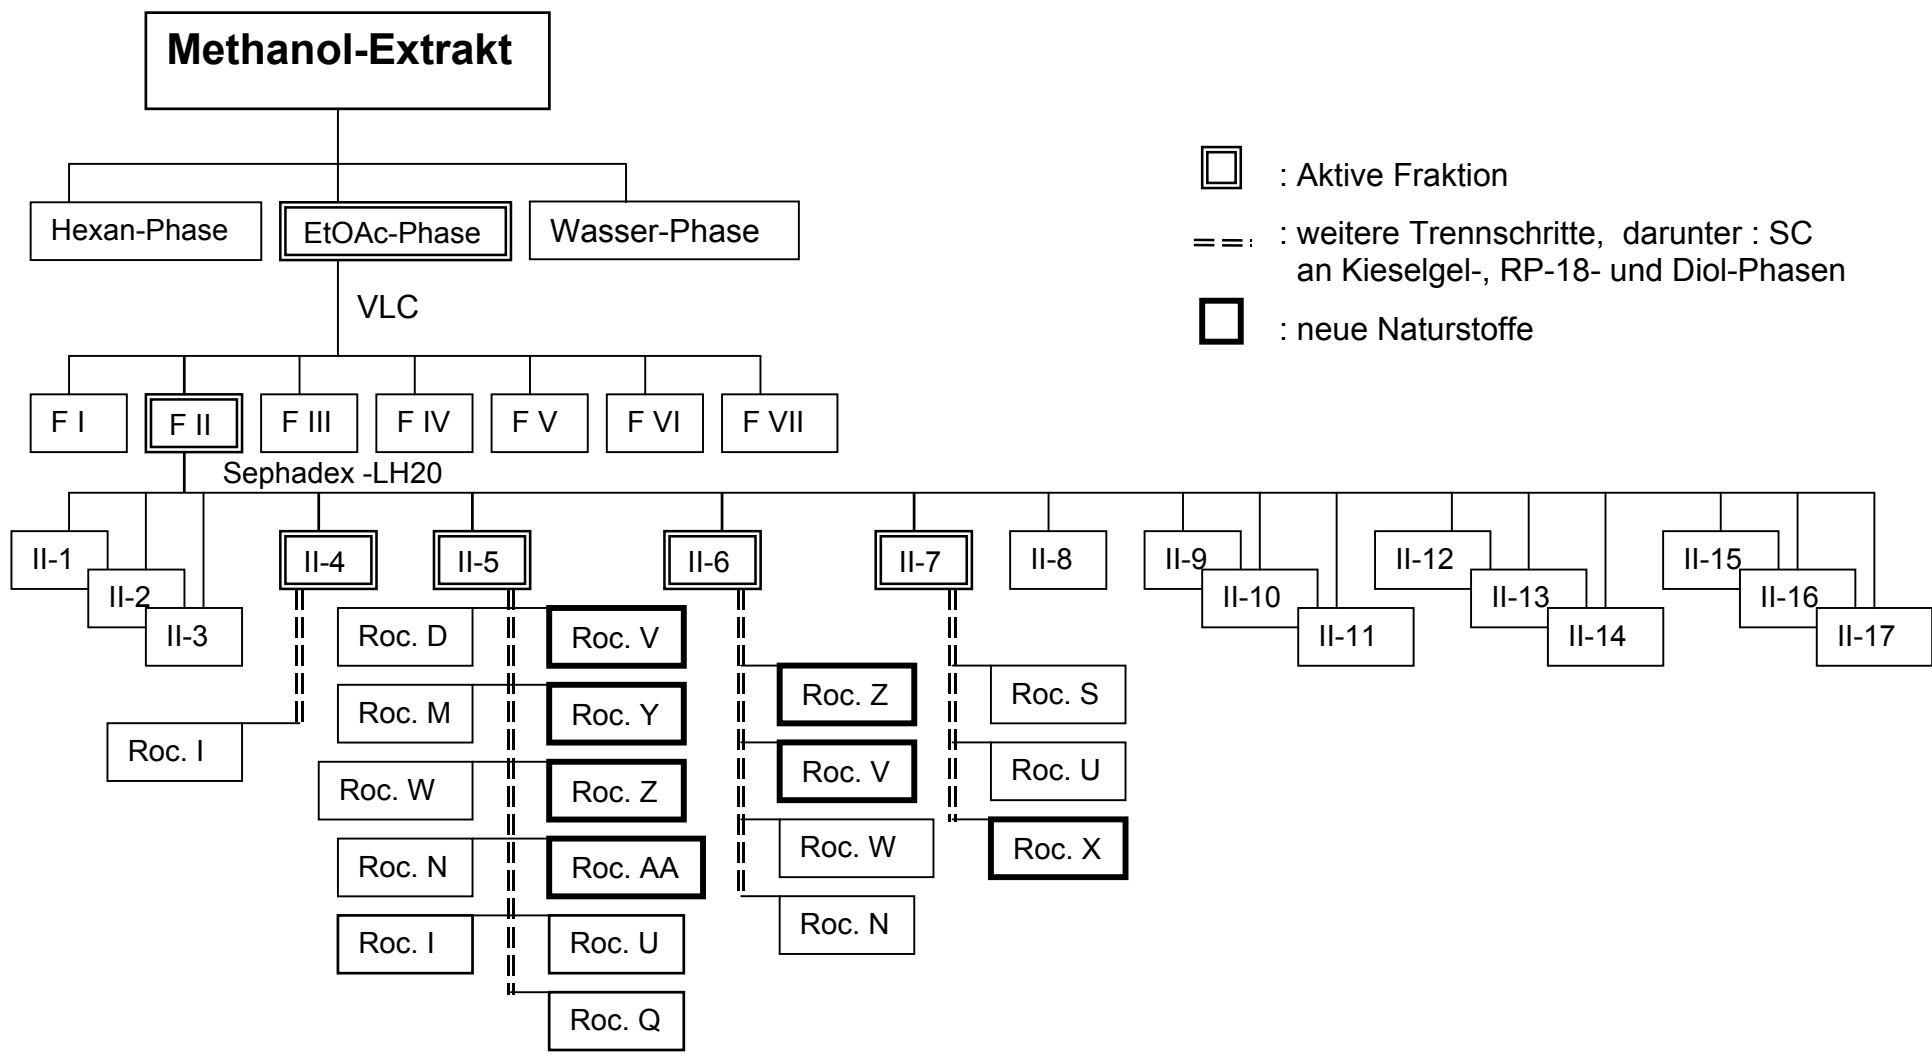 Methanol-Extrakt
Hexan-Phase
EtOAc-Phase
Wasser-Phase
: Aktive Fraktion
: weitere Trennschritte, darunter : SC
an Kieselgel-, RP-18- und Diol-Phasen
: neue Naturstoffe
VLC
F I
F II
F III
F IV
F V
F VI
F VII
Sephadex -LH20
II-1
II-2
II-3
II-4
II-5
II-6
II-7
II-8
II-9
II-10
II-11
II-12
II-13
II-14
II-15
II-16
II-17
Roc. I
Roc. D
Roc. V
Roc. M
Roc. Y
Roc. W
Roc. Z
Roc. N
Roc. AA
Roc. I
Roc. U
Roc. Q
Roc. Z
Roc. V
Roc. W
Roc. N
Roc. S
Roc. U
Roc. X